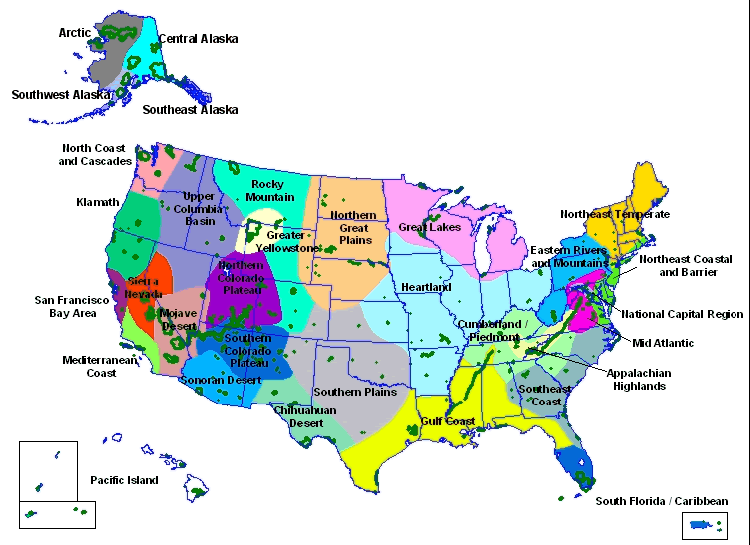 Arctic
Central Alaska
Southwest Alaska
Southeast Alaska
North Coast
and Cascades
Klamath
Upper
Columbia
Basin
Rocky
Mountain
Greater
Yellowstone
Northern
Great
Plains
Great Lakes
Northeast Temperate
Eastern Rivers
and Mountains
Northeast Coastal
and Barrier
Sierra
Nevada
San Francisco
Bay Area
Mojave
Desert
Northern
Colorado
Plateau
Heartland
National Capital Region
Cumberland /
Piedmont
Mid Atlantic
Mediterranean
Coast
Southern
Colorado
Plateau
Appalachian
Highlands
Sonoran Desert
Southern Plains
Southeast
Coast
Chihuahuan
Desert
Gulf Coast
Pacific Island
South Florida / Caribbean